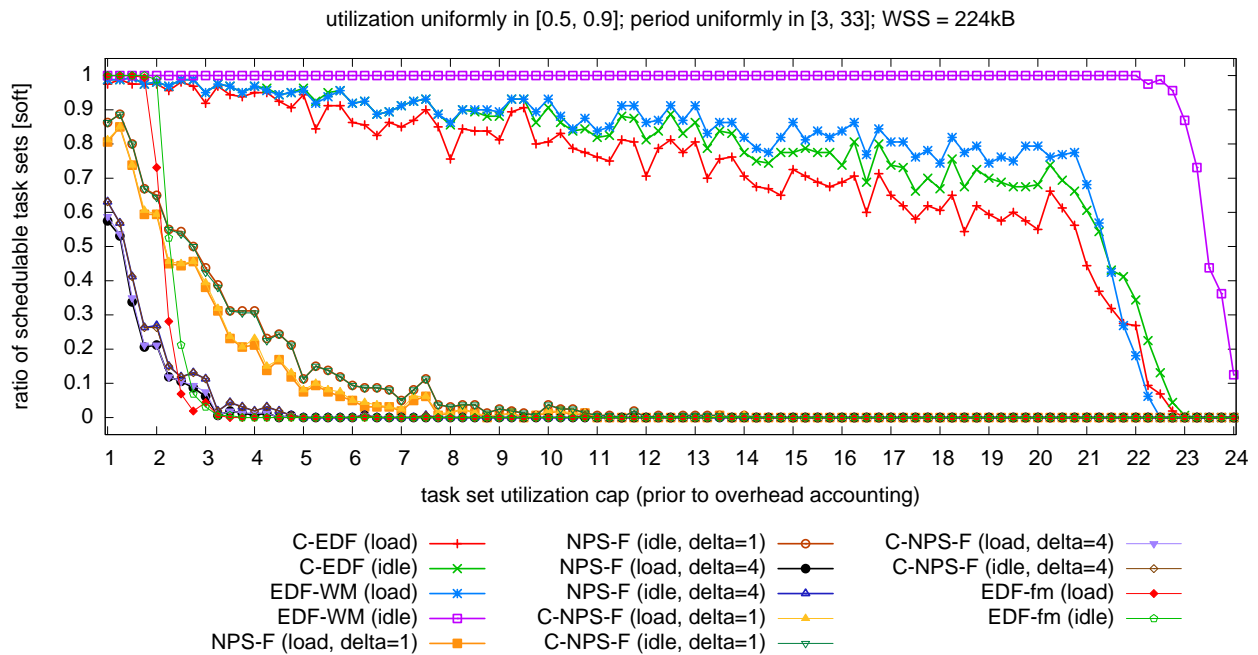 utilization uniformly in [0.5, 0.9]; period uniformly in [3, 33]; WSS = 224kB
ratio of schedulable task sets [soft]
1
0.9
0.8
0.7
0.6
0.5
0.4
0.3
0.2
0.1
0
1 2 3 4 5 6 7 8 9 10 11 12 13 14 15 16 17 18 19 20 21 22 23 24
task set utilization cap (prior to overhead accounting)
C-EDF (load)
C-EDF (idle)
EDF-WM (load)
EDF-WM (idle)
NPS-F (load, delta=1)
NPS-F (idle, delta=1)
NPS-F (load, delta=4)
NPS-F (idle, delta=4)
C-NPS-F (load, delta=1)
C-NPS-F (idle, delta=1)
C-NPS-F (load, delta=4)
C-NPS-F (idle, delta=4)
EDF-fm (load)
EDF-fm (idle)